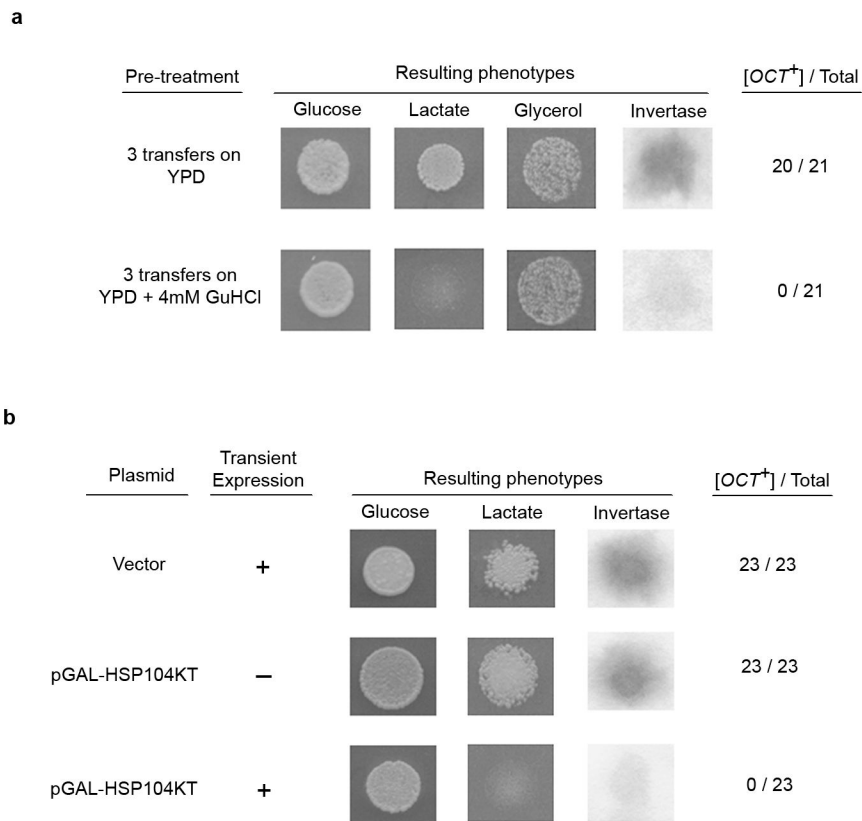 a
Pre-treatment
Resulting phenotypes
[OCT+] / Total
Glucose
Lactate
Glycerol
Invertase
3 transfers on
YPD
20 / 21
3 transfers on
YPD + 4mM GuHCl
0 / 21
b
Plasmid
Transient
Expression
Resulting phenotypes
[OCT+] / Total
Glucose
Lactate
Invertase
Vector
+
23 / 23
pGAL-HSP104KT
–
23 / 23
pGAL-HSP104KT
+
0 / 23